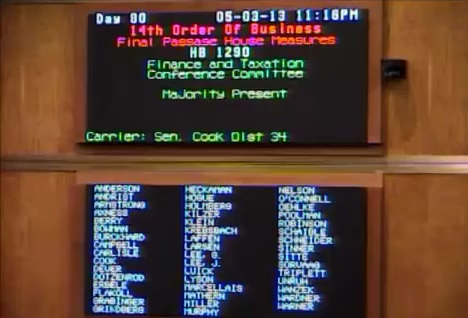 Day 80 05-03-13 11:16PM
14th Order Of Business
Final Passage House Measures
HB 1290
Finance and Taxation
Conference Committee
Majority Present
Carrier: Sen. Cook Dist 34
ANDERSON HECKAMAN NELSON
ANDRIST HOGUE O'CONNELL
ARMSTRONG HOLMBERG OEHLKE
AXNESS KILZER POOLMAN
BERRY KLEIN ROBINSON
BOWMAN KREBSBACH SCHAIBLE
BURCKHARD LAFFEN SCHNEIDER
CAMPBELL LARSEN SINNER
CARLISLE LEE, G. SITTE
COOK LEE, J. SORVAAG
DEVER LUICK TRIPLETT
DOTZENROD LYSON UNRUH
ERBELE MARCELLAIS WANZEK
FLAKOLL MATHERN WARDNER
GRABINGER MILLER WARNER
GRINDBERG MURPHY